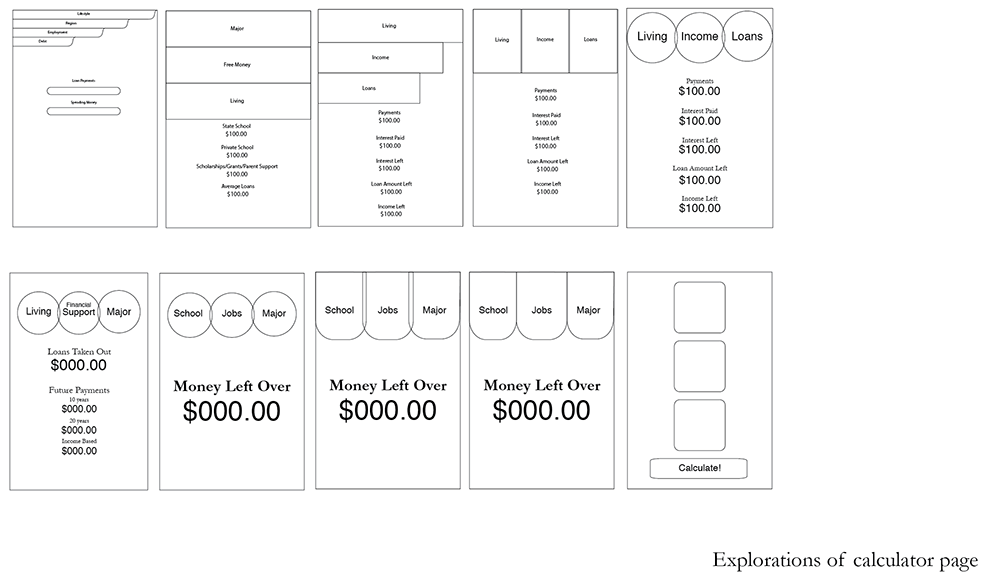 Lifestyle
Region
Employment
Debt
Loan Payments
Spending Money
Major
Free Money
Living
State School
$100.00
Private School
$100.00
Scholarships/Grants/Parent Support
$100.00
Average Loans
$100.00
Living
Income
Loans
Payments
$100.00
Interest Paid
$100.00
Interest Left
$100.00
Loan Amount Left
$100.00
Income Left
$100.00
Living Income Loans
Payments
$100.00
Interest Paid
$100.00
Interest Left
$100.00
Loan Amount Left
$100.00
Income Left
$100.00
Living Income Loans
Payments
$100.00
Interest Paid
$100.00
Interest Left
$100.00
Loan Amount Left
$100.00
Income Left
$100.00
Living Financial Support Major
Loans Taken Out
$000.00
Future Payments
10 years
$000.00
20 years
$000.00
Income Based
$000.00
School Jobs Major
Money Left Over
$000.00
School Jobs Major
Money Left Over
$000.00
School Jobs Major
Money Left Over
$000.00
Calculate!
Explorations of calculator page